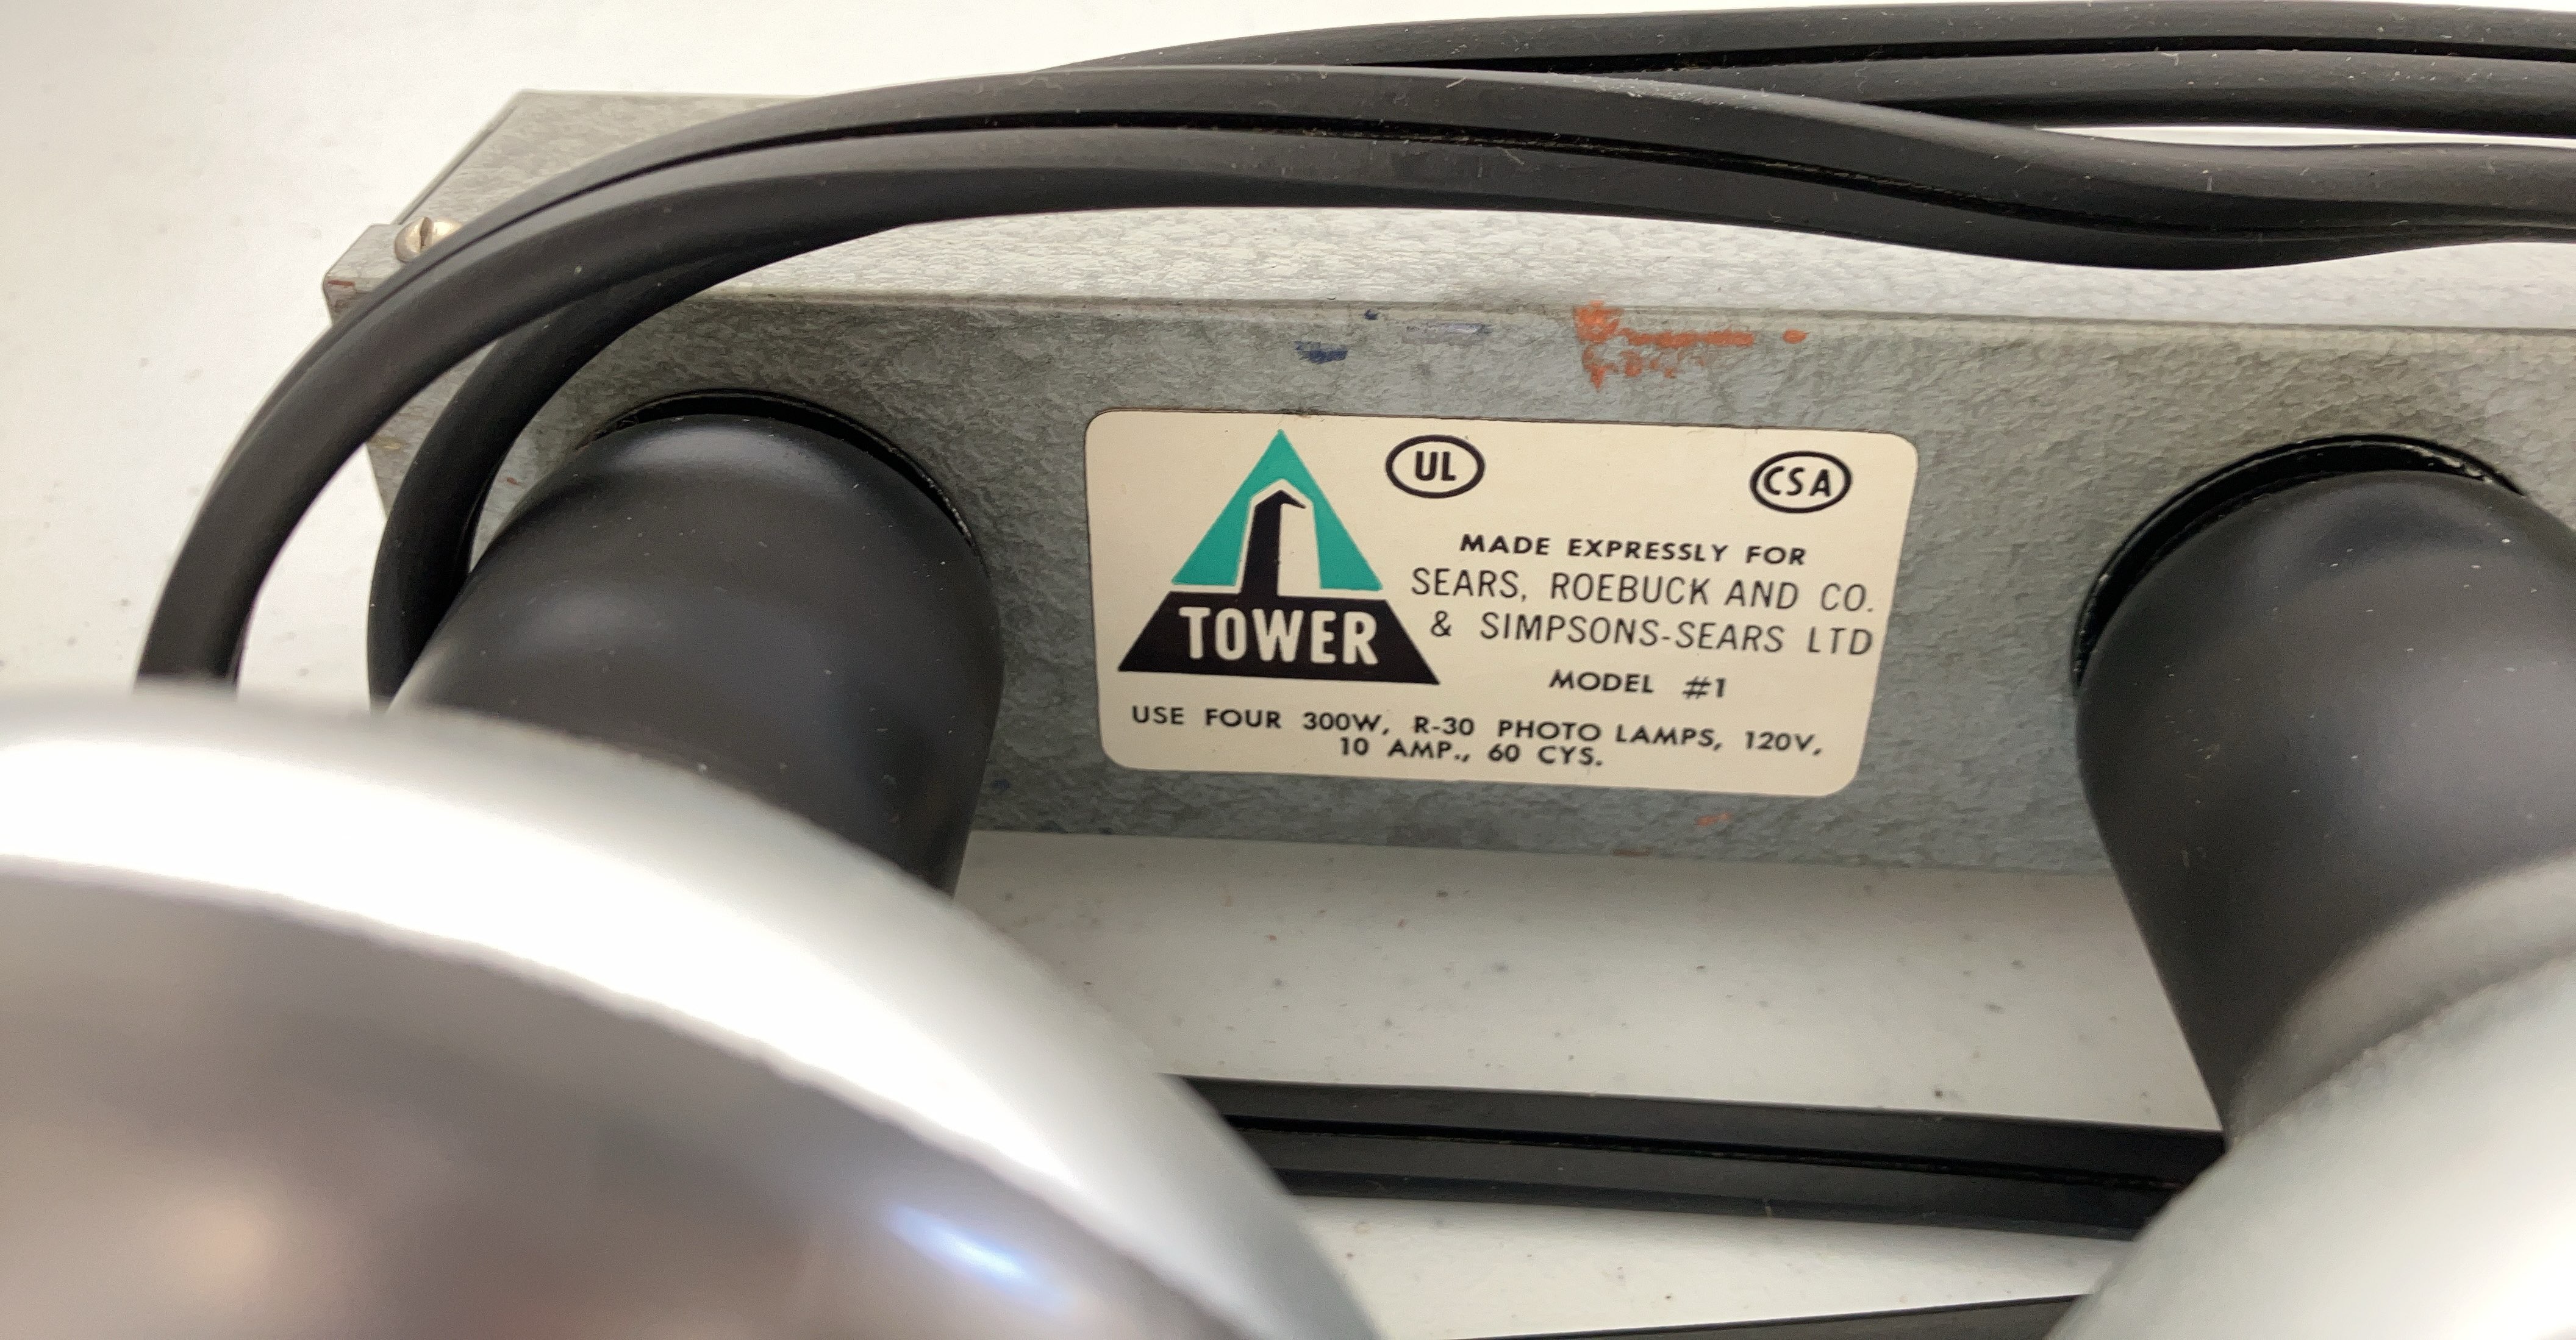 UL
CSA
MADE EXPRESSLY FOR
SEARS, ROEBUCK AND CO.
& SIMPSONS-SEARS LTD
TOWER
MODEL #1
USE FOUR 300W, R-30 PHOTO LAMPS, 120V,
10 AMP., 60 CYS.